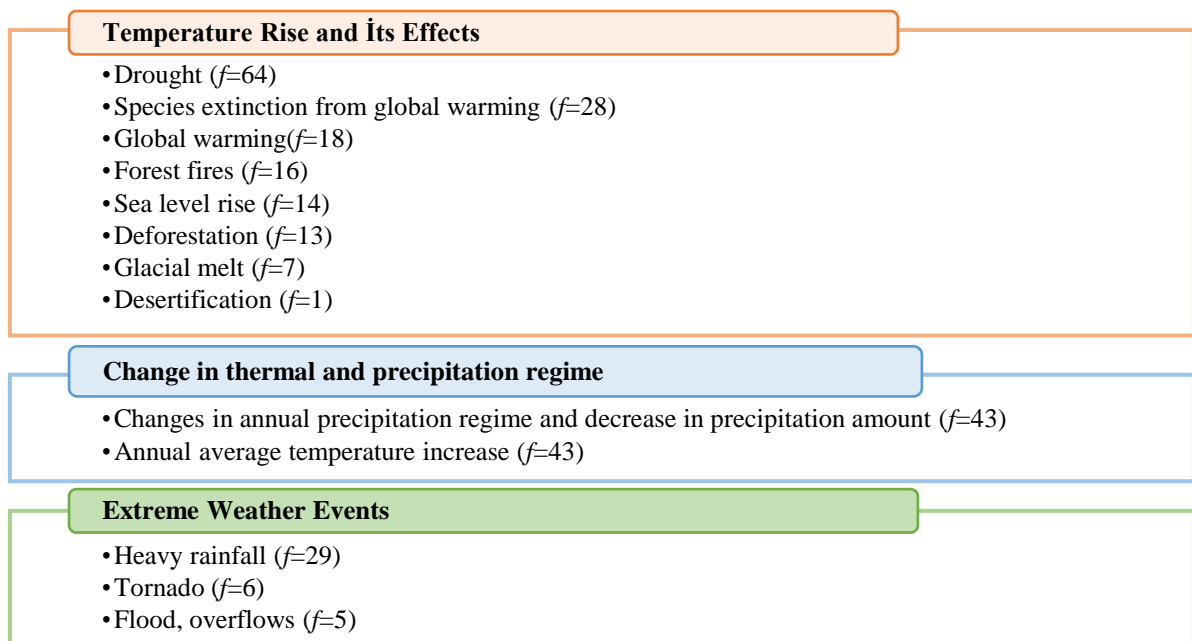 Temperature Rise and İts Effects
•Drought (f=64)
•Species extinction from global warming (f=28)
•Global warming(f=18)
•Forest fires (f=16)
•Sea level rise (f=14)
•Deforestation (f=13)
•Glacial melt (f=7)
•Desertification (f=1)
Change in thermal and precipitation regime
•Changes in annual precipitation regime and decrease in precipitation amount (f=43)
•Annual average temperature increase (f=43)
Extreme Weather Events
•Heavy rainfall (f=29)
•Tornado (f=6)
•Flood, overflows (f=5)